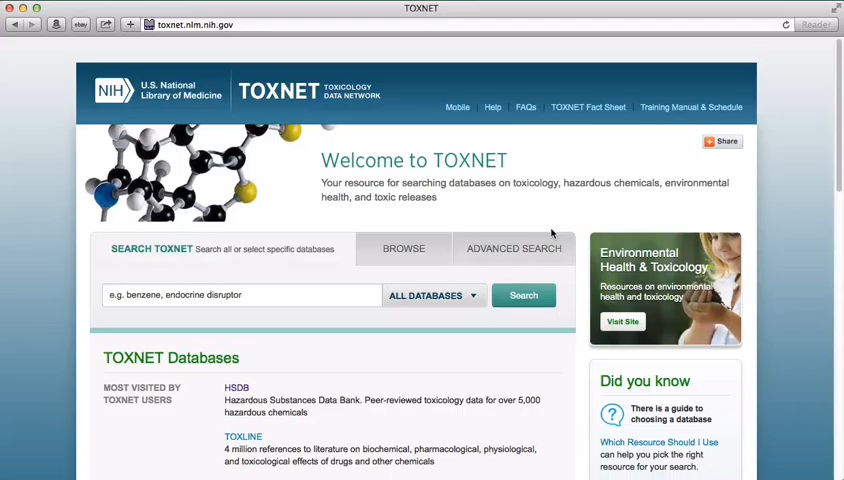 TOXNET
ebay
toxnet.nlm.nih.gov
Reader
NIH
U.S. National
Library of Medicine
TOXNET
TOXICOLOGY
DATA NETWORK
Mobile
Help
FAQs
TOXNET Fact Sheet
Training Manual & Schedule
Share
Welcome to TOXNET
Your resource for searching databases on toxicology, hazardous chemicals, environmental
health, and toxic releases
SEARCH TOXNET Search all or select specific databases
BROWSE
ADVANCED SEARCH
e.g. benzene, endocrine disruptor
ALL DATABASES
Search
Environmental
Health & Toxicology
Resources on environmental
health and toxicology
Visit Site
TOXNET Databases
MOST VISITED BY
TOXNET USERS
HSDB
Hazardous Substances Data Bank. Peer-reviewed toxicology data for over 5,000
hazardous chemicals
TOXLINE
4 million references to literature on biochemical, pharmacological, physiological,
and toxicological effects of drugs and other chemicals
Did you know
There is a guide to
choosing a database
Which Resource Should I Use
can help you pick the right
resource for your search.